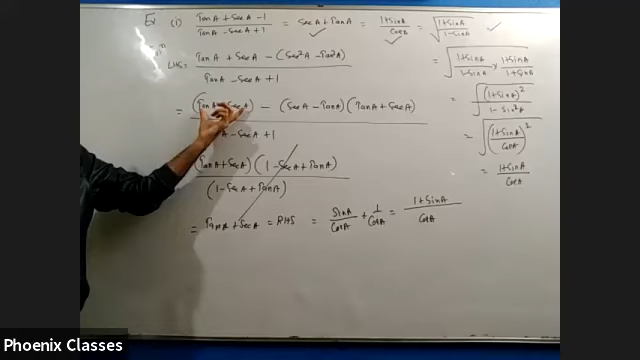 Ex (1) (TanA + SecA - 1)/(TanA - SecA + 1) = SecA + TanA = (1+SinA)/CosA = √((1+SinA)/(1-SinA))
Solⁿ
LHS = (TanA + SecA - (Sec²A - Tan²A))/(TanA - SecA + 1)
= ((TanA + SecA) - (SecA - TanA)(TanA + SecA))/(A - SecA + 1)
(TanA + SecA)(1 - SecA + TanA)/(1 - SecA + TanA)
= TanA + SecA = RHS = SinA/CosA + 1/CosA = (1+SinA)/CosA
= √((1+SinA)/(1-SinA) × (1+SinA)/(1+SinA))
= √((1+SinA)²/(1-Sin²A))
= √((1+SinA)/CosA)²
= (1+SinA)/CosA
Phoenix Classes